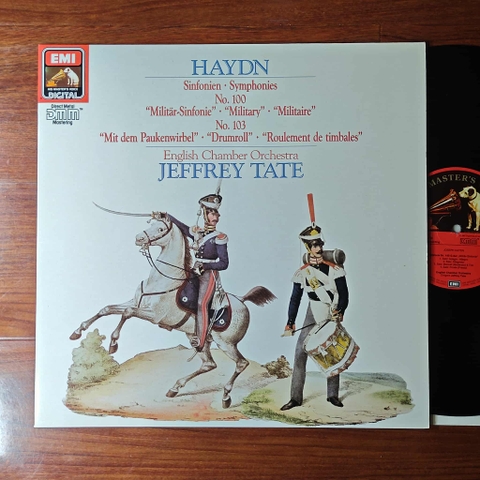 EMI
HIS MASTER'S VOICE
DIGITAL
Direct Metal
DMM
Mastering
HAYDN
Sinfonien · Symphonies
No. 100
"Militär-Sinfonie" · "Military" · "Militaire"
No. 103
"Mit dem Paukenwirbel" · "Drumroll" · "Roulement de timbales"
English Chamber Orchestra
JEFFREY TATE
MASTER'S
EMI